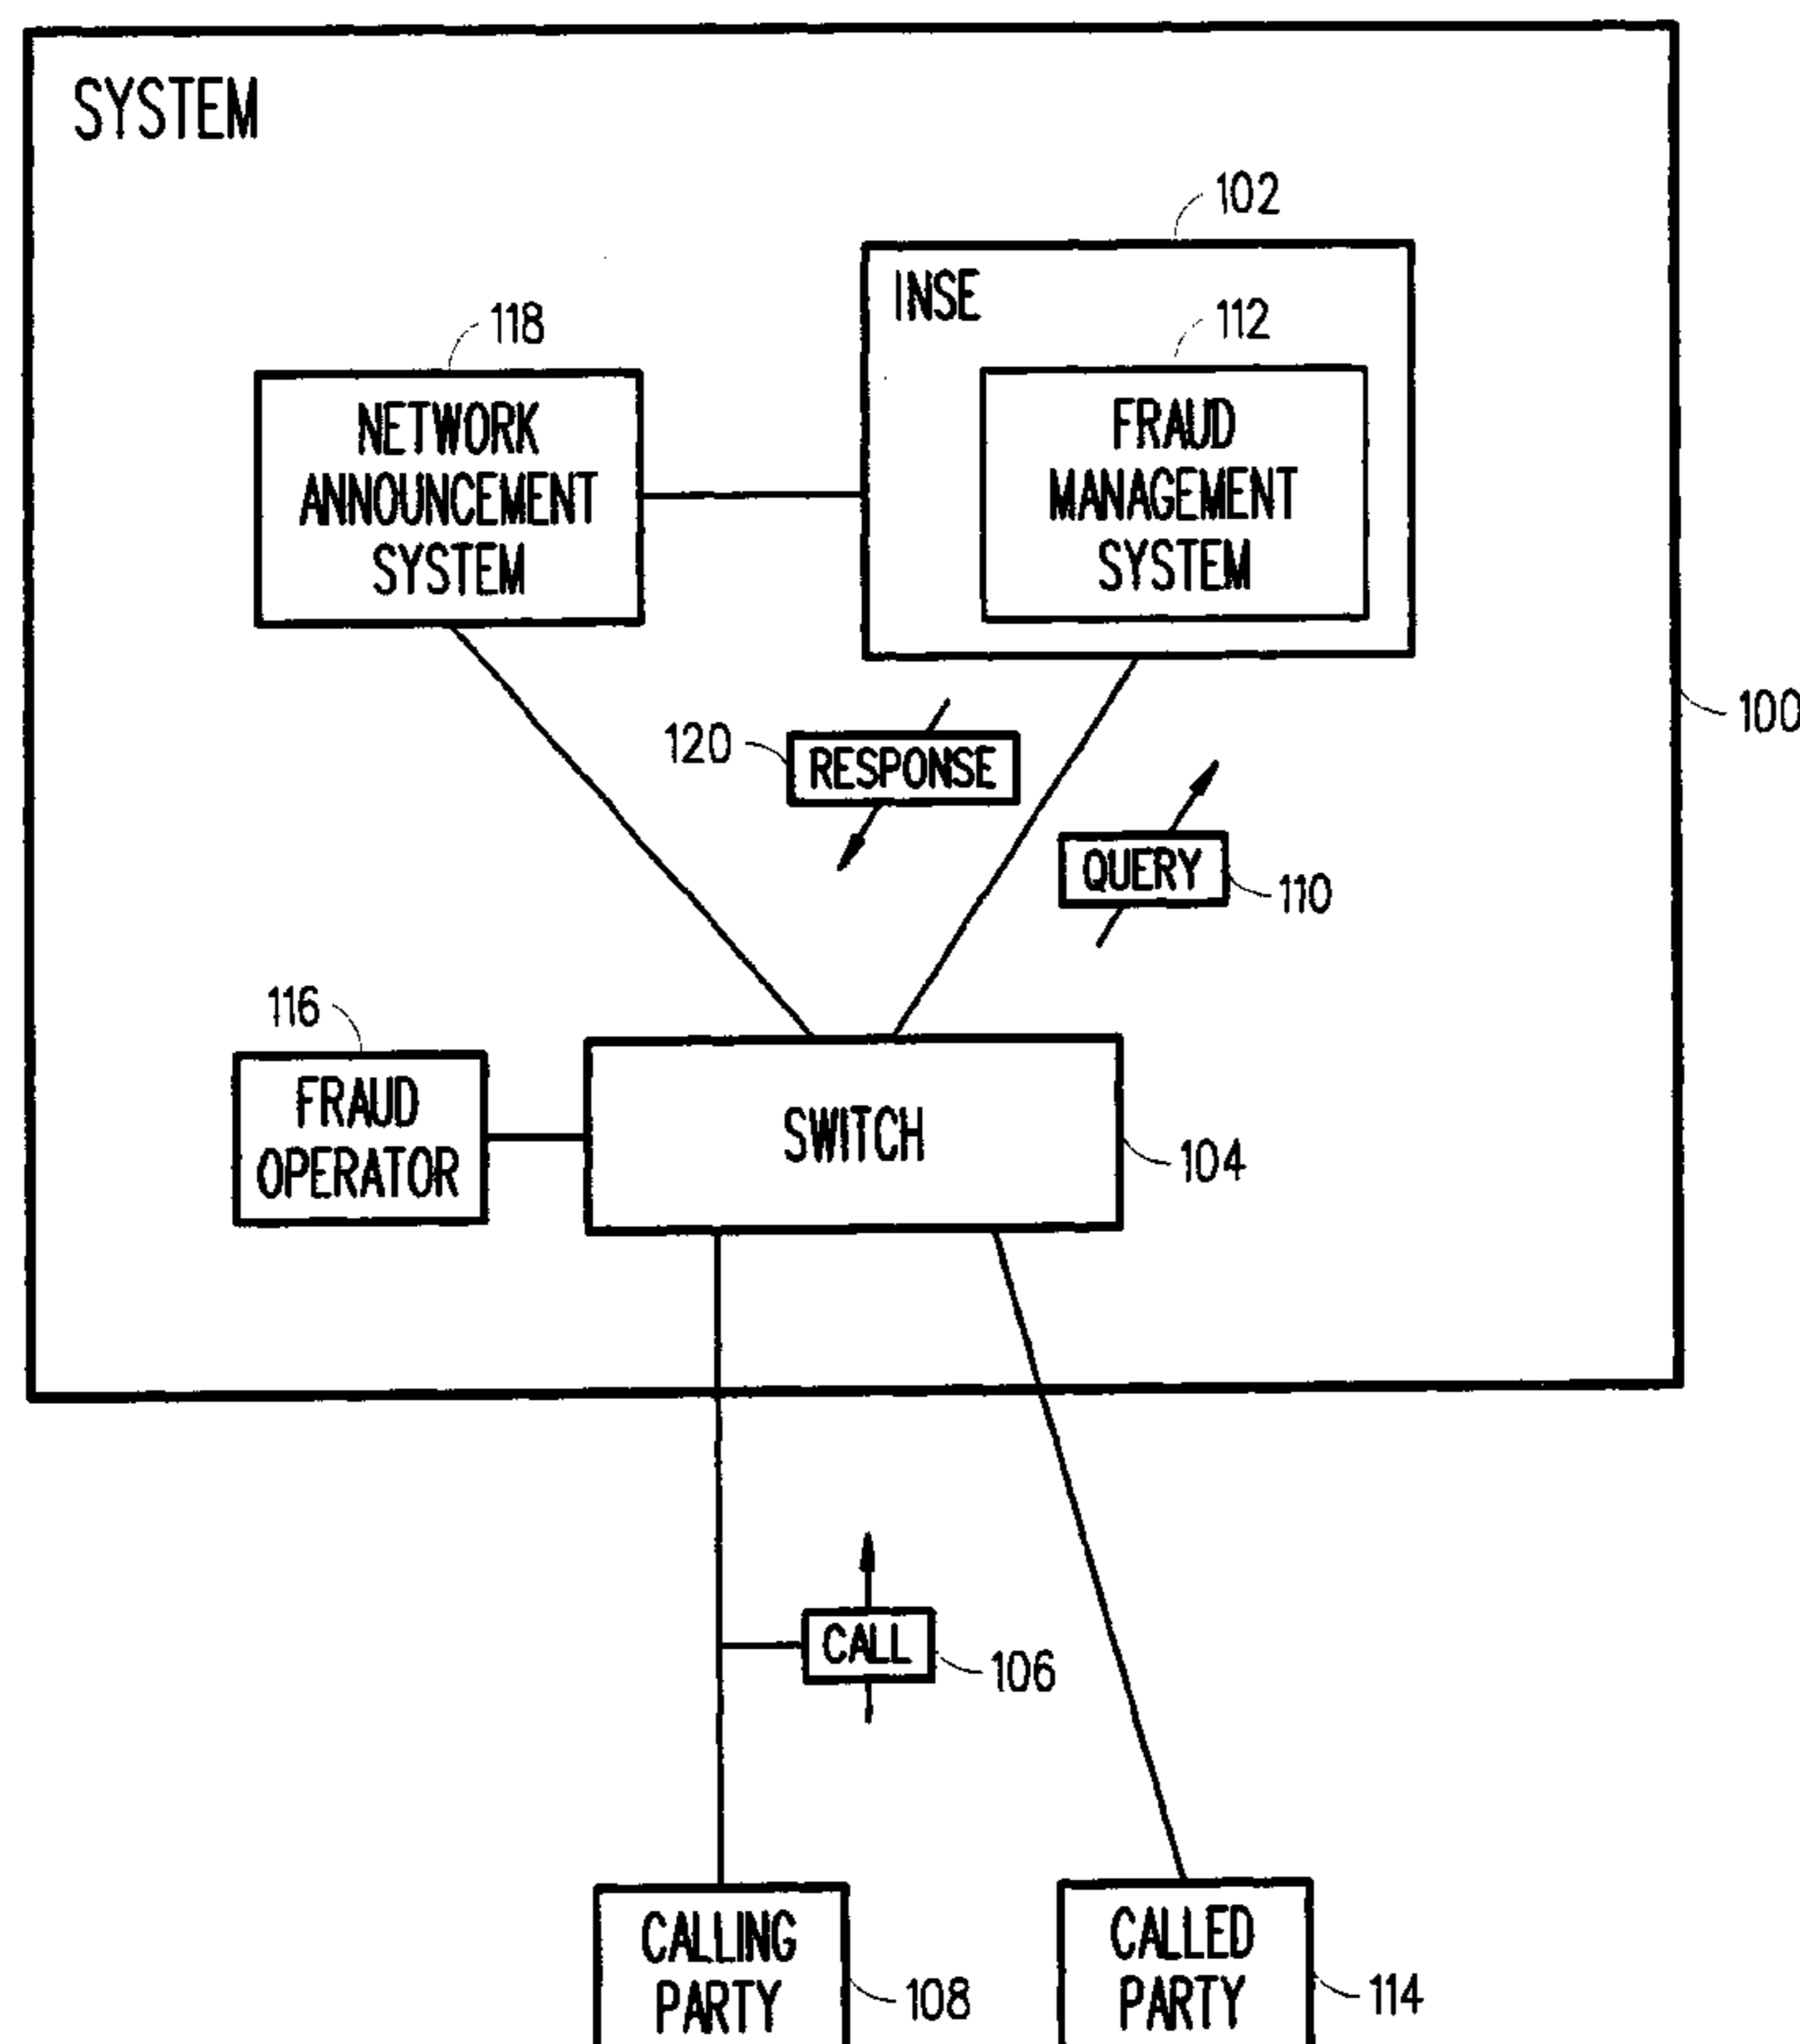 SYSTEM
102
INSE
118
112
NETWORK
ANNOUNCEMENT
SYSTEM
FRAUD
MANAGEMENT
SYSTEM
100
120
RESPONSE
QUERY
110
116
FRAUD
OPERATOR
SWITCH
104
CALL
106
CALLING
PARTY
108
CALLED
PARTY
114